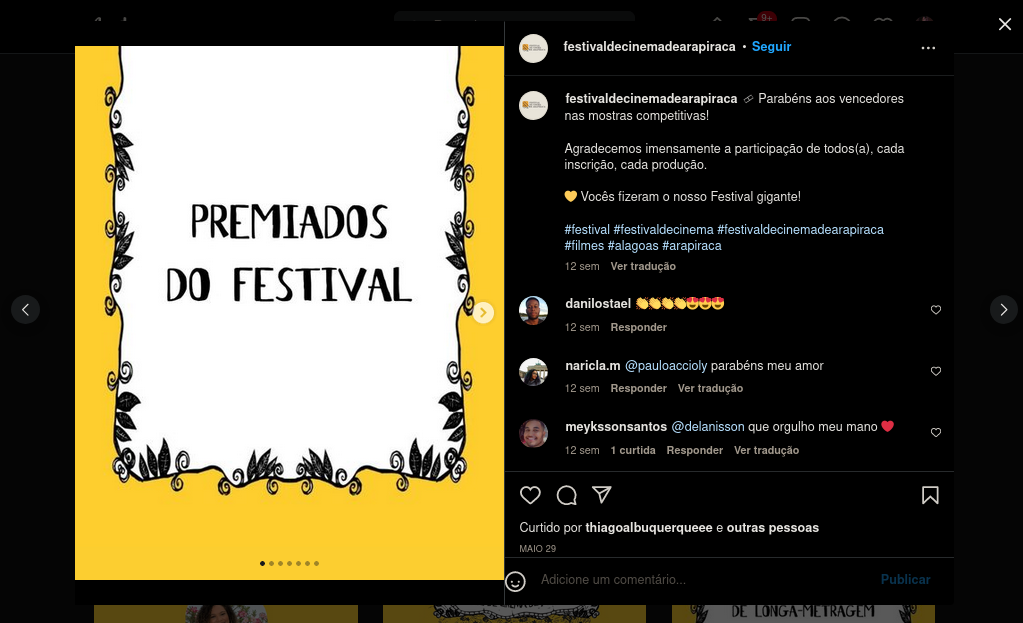 9+
PREMIADOS
DO FESTIVAL
festivaldecinemadearapiraca • Seguir
festivaldecinemadearapiraca 🔗 Parabéns aos vencedores
nas mostras competitivas!
Agradecemos imensamente a participação de todos(a), cada
inscrição, cada produção.
💛 Vocês fizeram o nosso Festival gigante!
#festival #festivaldecinema #festivaldecinemadearapiraca
#filmes #alagoas #arapiraca
12 sem Ver tradução
danilostael 👏👏👏👏😍😍😍
12 sem Responder
naricla.m @pauloaccioly parabéns meu amor
12 sem Responder Ver tradução
meykssonsantos @delanisson que orgulho meu mano ❤️
12 sem 1 curtida Responder Ver tradução
Curtido por thiagoalbuquerqueee e outras pessoas
MAIO 29
Adicione um comentário... Publicar
DE LONGA-METRAGEM